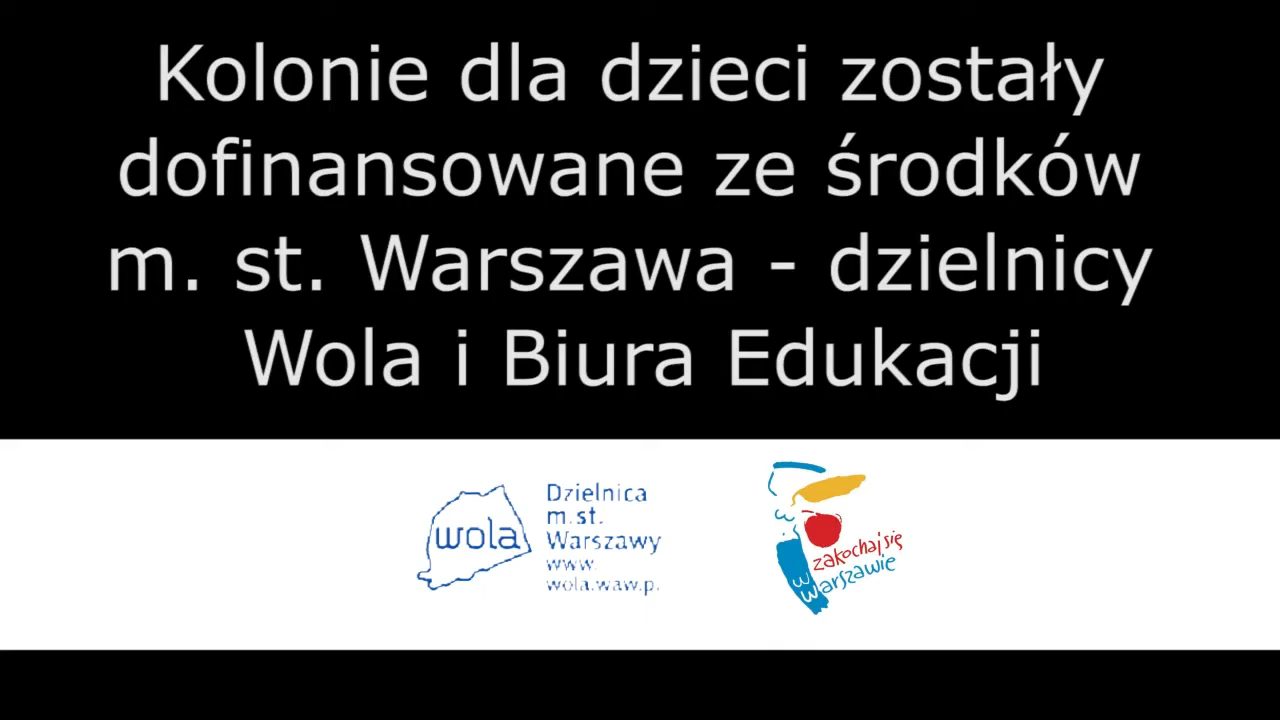 Kolonie dla dzieci zostały
dofinansowane ze środków
m. st. Warszawa - dzielnicy
Wola i Biura Edukacji
wola
Dzielnica
m.st.
Warszawy
www.
wola.waw.p.
zakochaj się
w
Warszawie